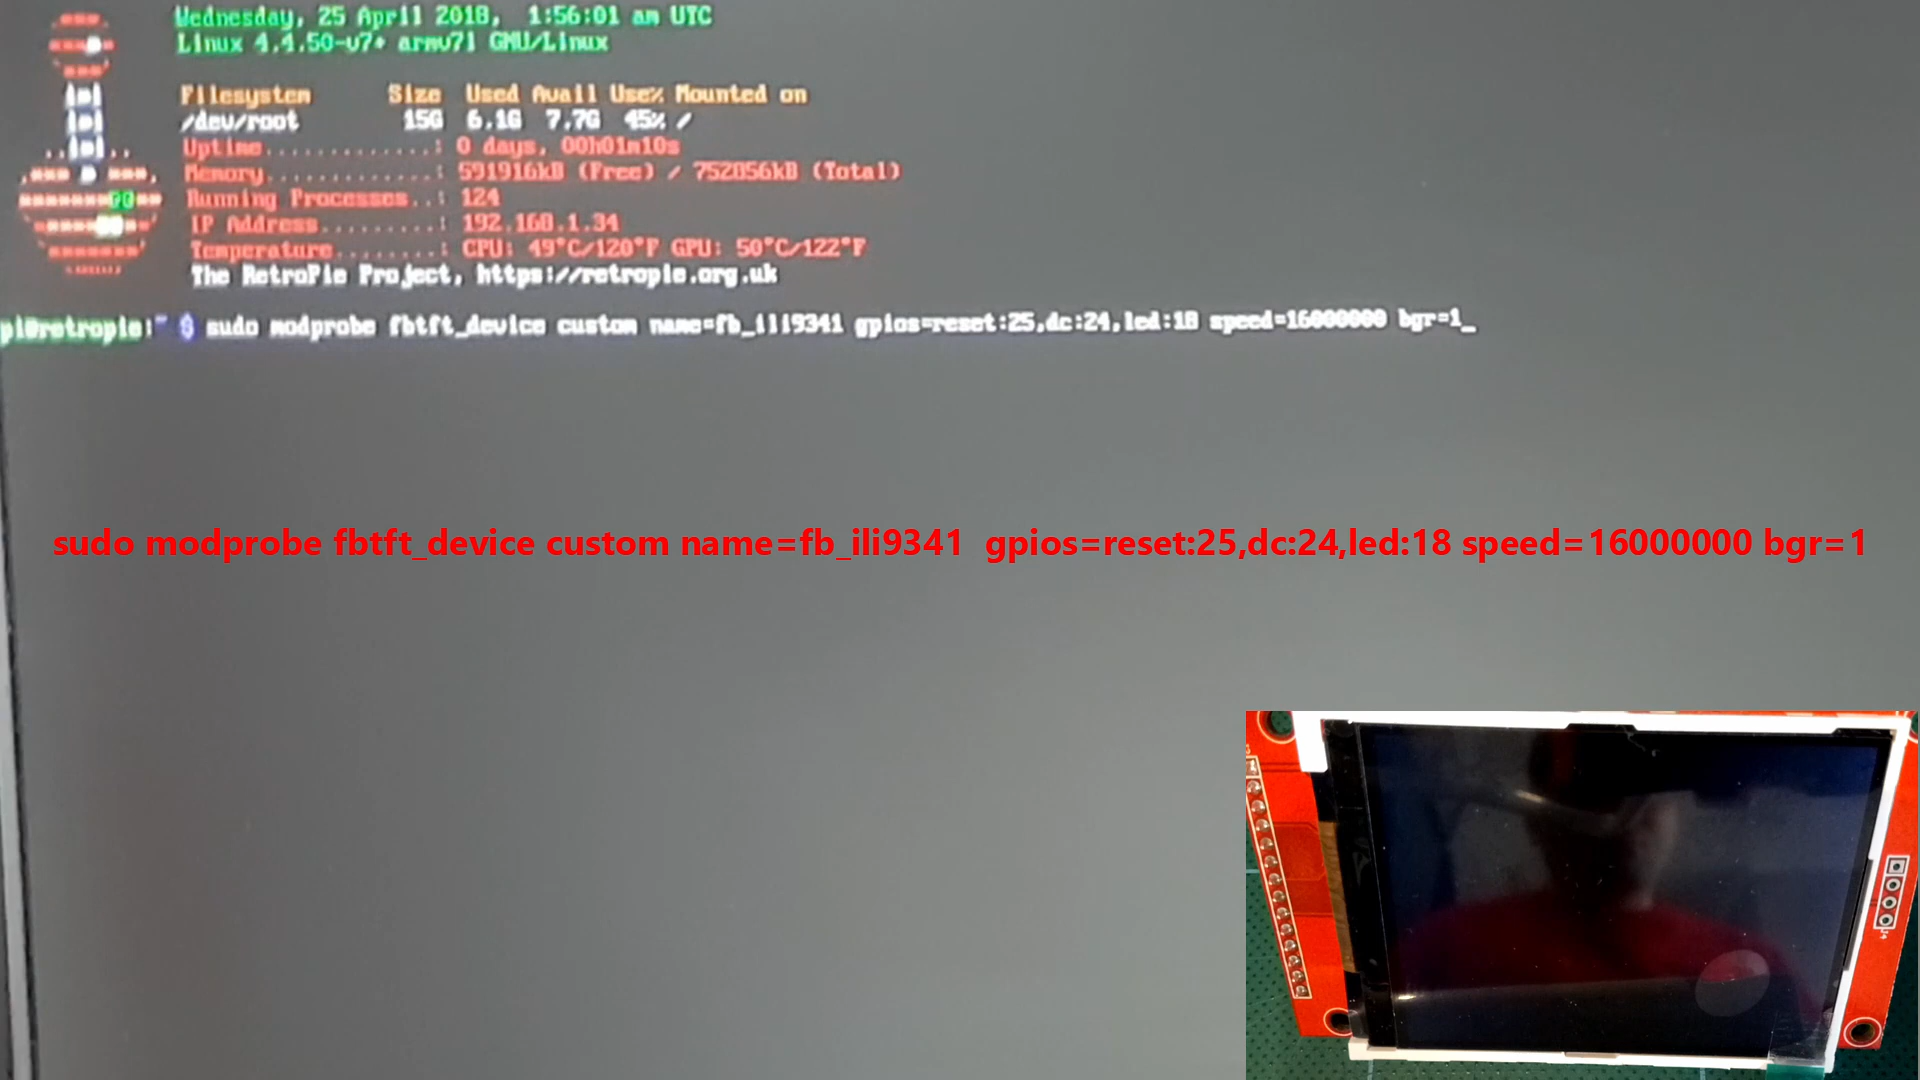 Wednesday, 25 April 2018, 1:56:01 am UTC
Linux 4.4.50-v7+ armv7l GNU/Linux
Filesystem Size Used Avail Use% Mounted on
/dev/root 15G 6.1G 7.7G 45% /
Uptime.............: 0 days, 00h01m10s
Memory.............: 591916kB (Free) / 752856kB (Total)
Running Processes..: 124
IP Address.........: 192.168.1.34
Temperature........: CPU: 49°C/120°F GPU: 50°C/122°F
The RetroPie Project, https://retropie.org.uk
pi@retropie:~ $ sudo modprobe fbtft_device custom name=fb_ili9341 gpios=reset:25,dc:24,led:18 speed=16000000 bgr=1_
sudo modprobe fbtft_device custom name=fb_ili9341 gpios=reset:25,dc:24,led:18 speed=16000000 bgr=1
J4